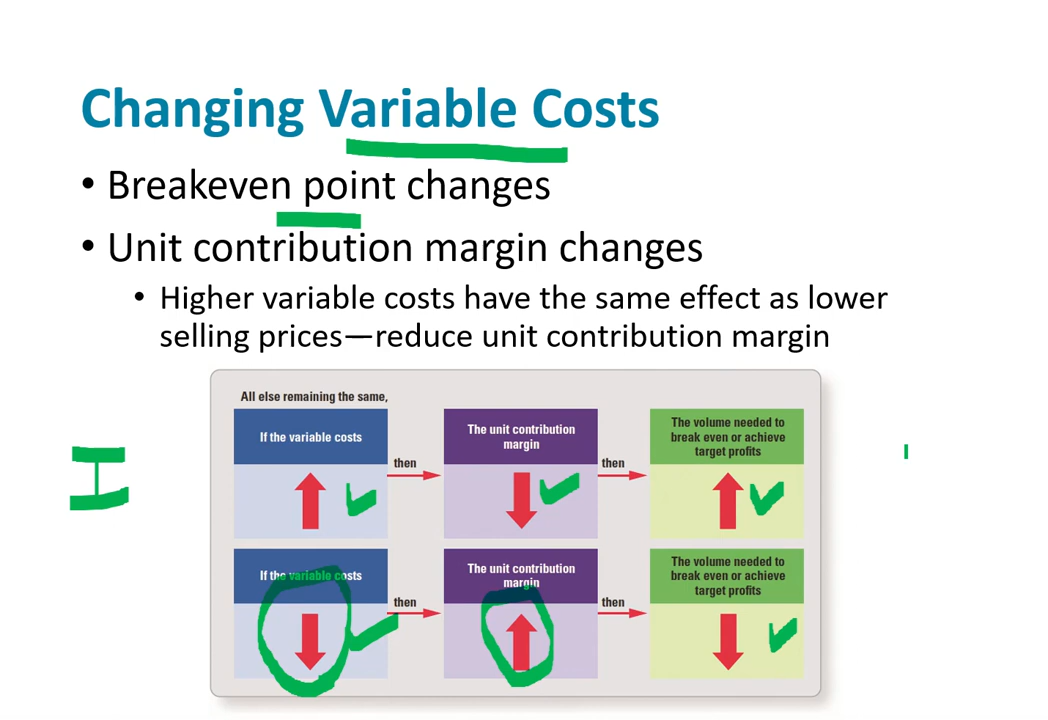 Changing Variable Costs
• Breakeven point changes
• Unit contribution margin changes
• Higher variable costs have the same effect as lower
selling prices—reduce unit contribution margin
All else remaining the same,
If the variable costs
then
The unit contribution
margin
then
The volume needed to
break even or achieve
target profits
If the variable costs
then
The unit contribution
margin
then
The volume needed to
break even or achieve
target profits